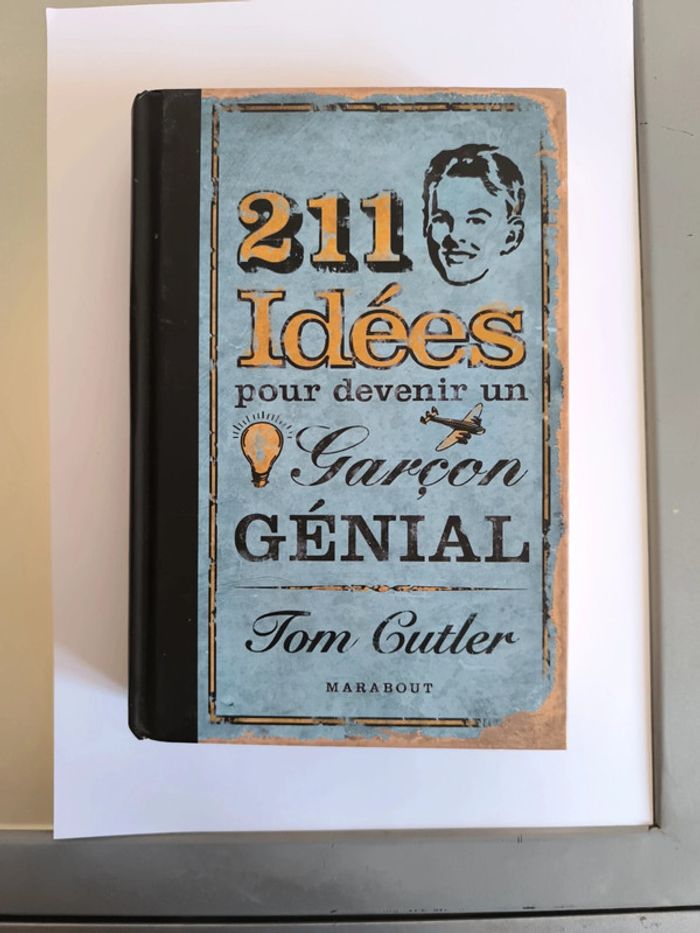 211
Idées
pour devenir un
Garçon
GÉNIAL
Tom Cutler
MARABOUT